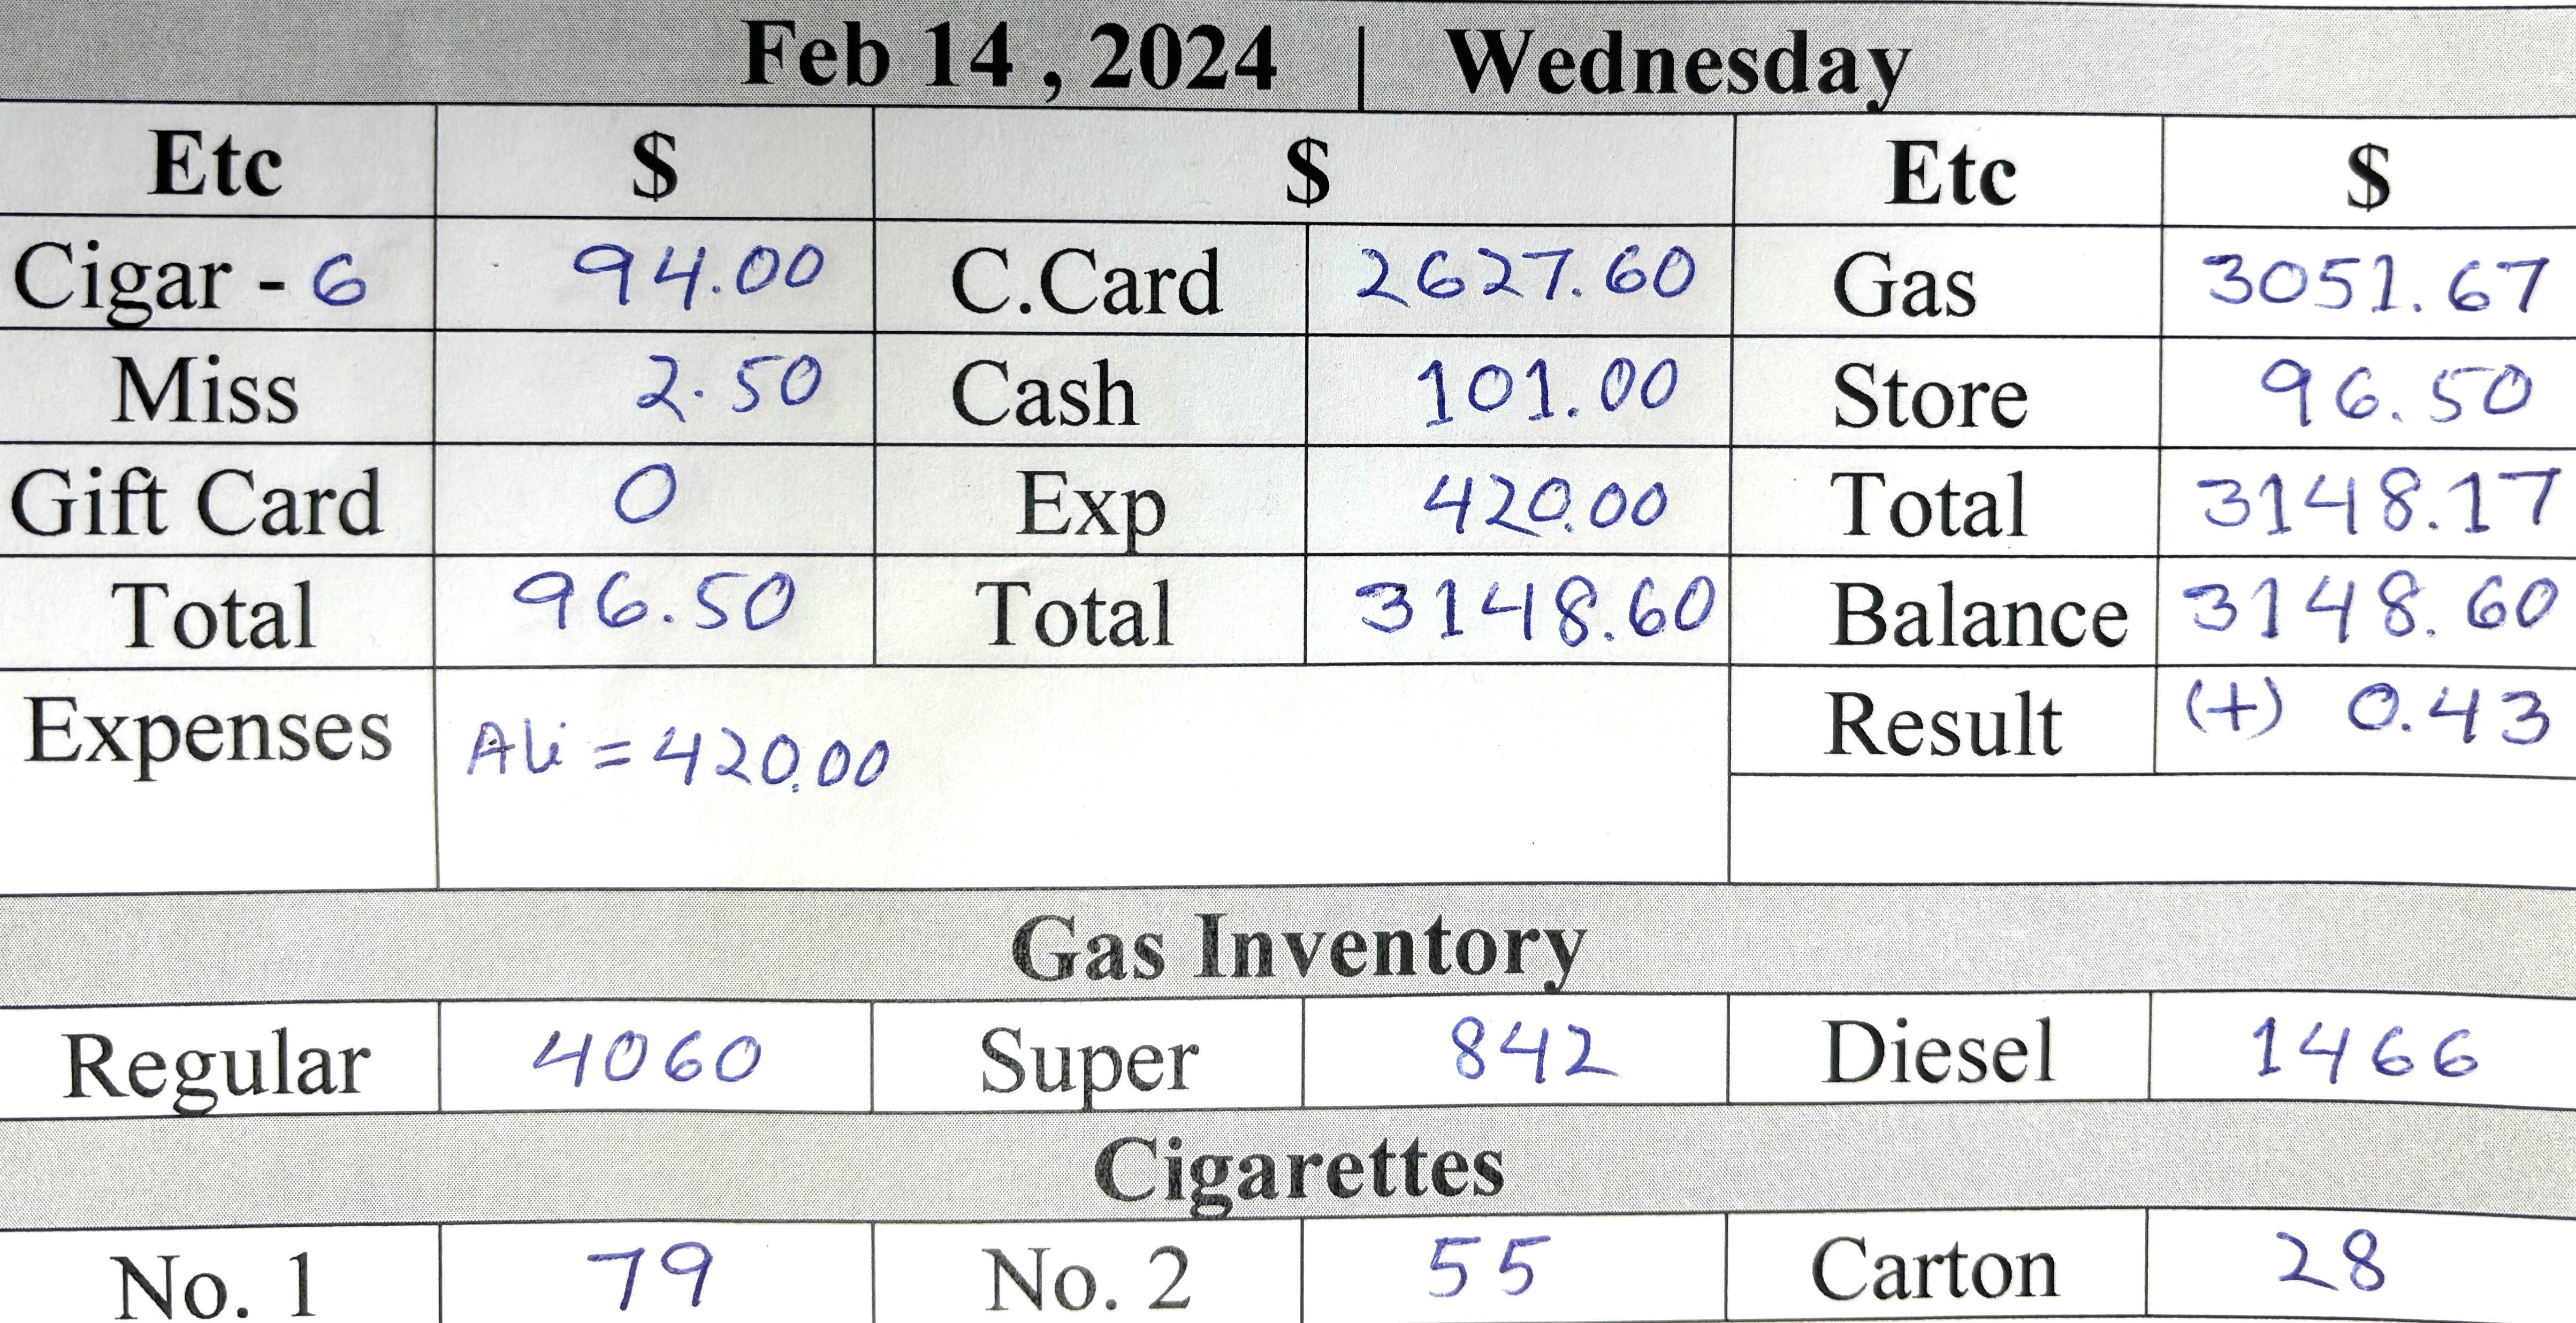 Feb 14 , 2024 | Wednesday
Etc $ $ Etc $
Cigar - 6 94.00 C.Card 2627.60 Gas 3051.67
Miss 2.50 Cash 101.00 Store 96.50
Gift Card 0 Exp 420.00 Total 3148.17
Total 96.50 Total 3148.60 Balance 3148.60
Expenses Ali = 420.00 Result (+) 0.43
Gas Inventory
Regular 4060 Super 842 Diesel 1466
Cigarettes
No. 1 79 No. 2 55 Carton 28